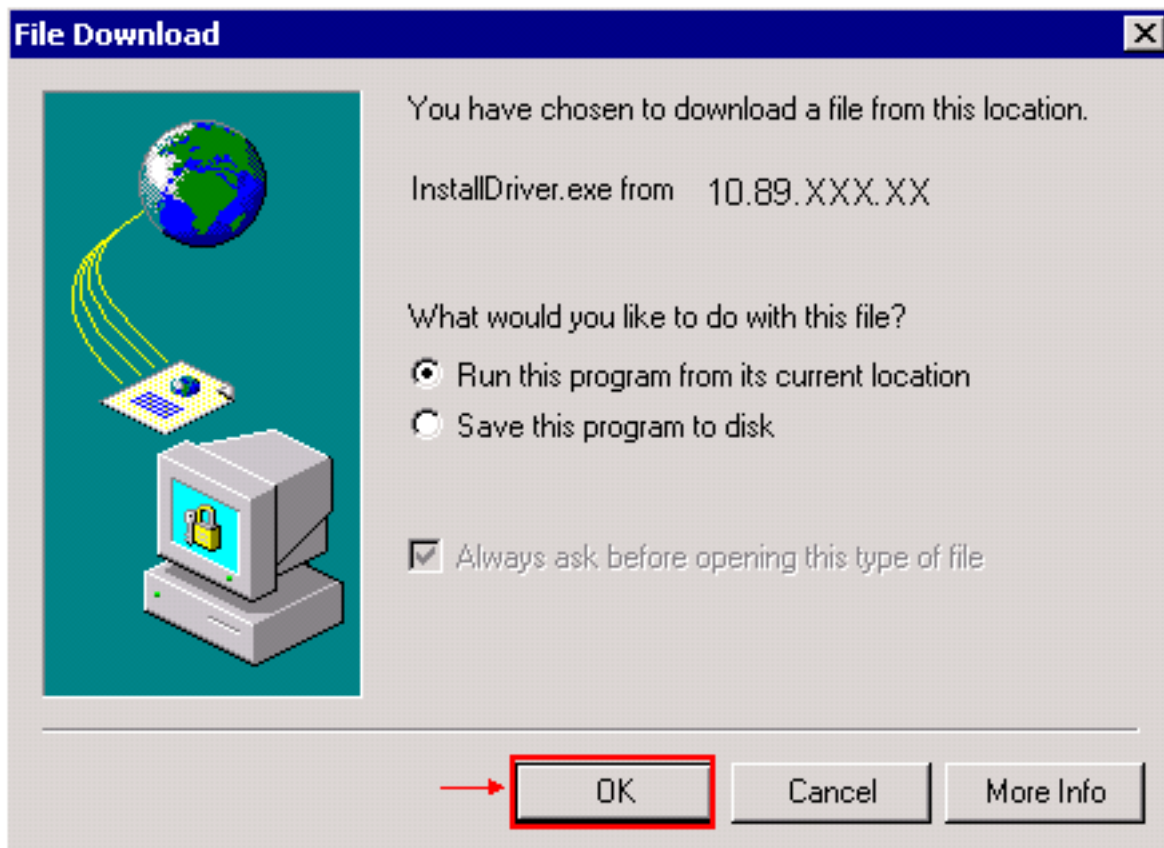 File Download
You have chosen to download a file from this location.
InstallDriver.exe from 10.89.XXX.XX
What would you like to do with this file?
Run this program from its current location
Save this program to disk
Always ask before opening this type of file
OK
Cancel
More Info